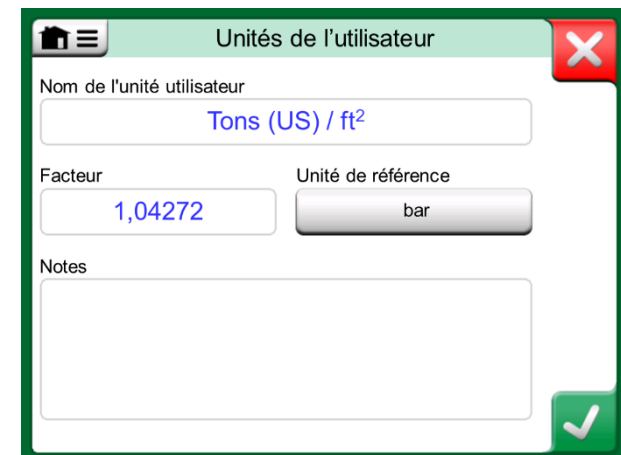 Unités de l’utilisateur
Nom de l'unité utilisateur
Tons (US) / ft²
Facteur
Unité de référence
1,04272
bar
Notes